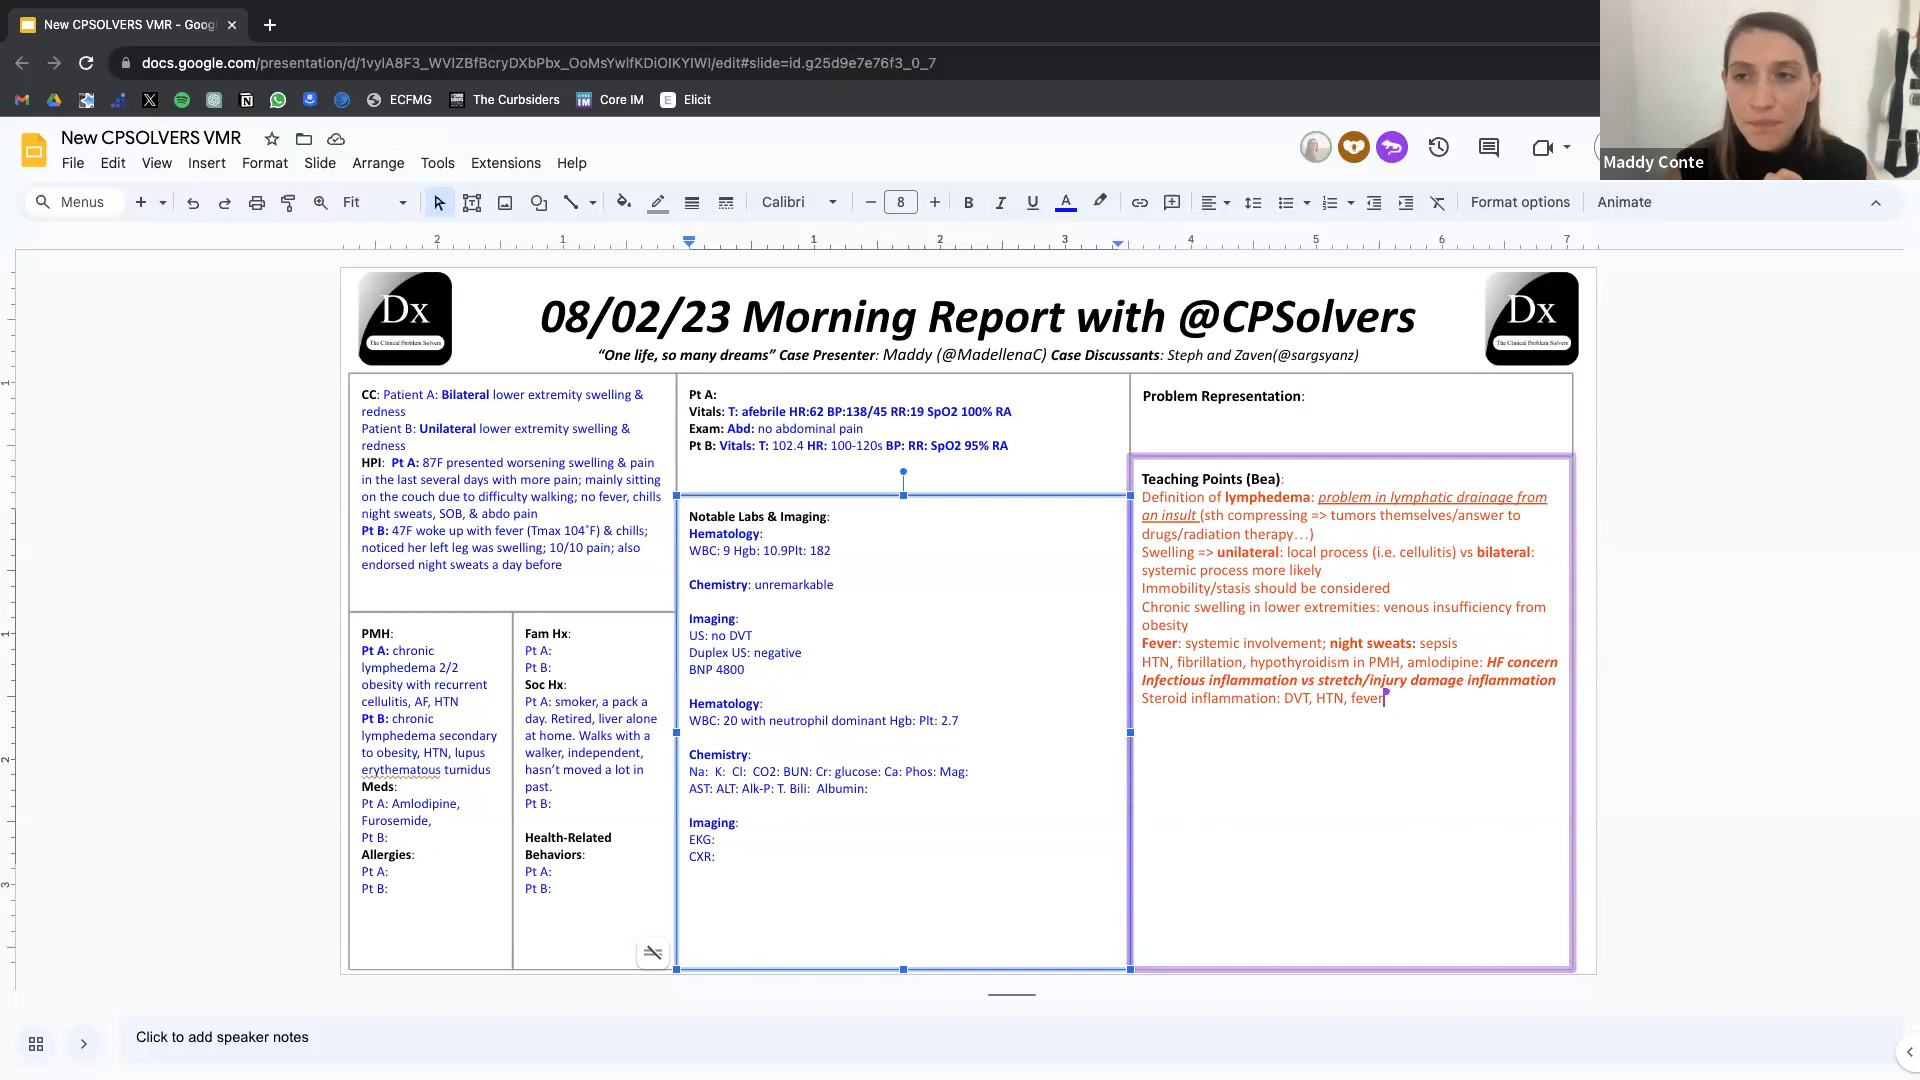 New CPSOLVERS VMR - Goog
docs.google.com/presentation/d/1vylA8F3_WVlZBfBcryDXbPbx_OoMsYwlfKDiOIKYIWI/edit#slide=id.g25d9e7e76f3_0_7
ECFMG
The Curbsiders
Core IM
Elicit
New CPSOLVERS VMR
File Edit View Insert Format Slide Arrange Tools Extensions Help
Maddy Conte
Menus
Fit
Calibri
8
Format options
Animate
2 1 1 2 3 4 5 6 7
08/02/23 Morning Report with @CPSolvers
“One life, so many dreams” Case Presenter: Maddy (@MadellenaC) Case Discussants: Steph and Zaven(@sargsyanz)
Dx
The Clinical Problem Solvers
Dx
The Clinical Problem Solvers
CC: Patient A: Bilateral lower extremity swelling &
redness
Patient B: Unilateral lower extremity swelling &
redness
HPI: Pt A: 87F presented worsening swelling & pain
in the last several days with more pain; mainly sitting
on the couch due to difficulty walking; no fever, chills
night sweats, SOB, & abdo pain
Pt B: 47F woke up with fever (Tmax 104˚F) & chills;
noticed her left leg was swelling; 10/10 pain; also
endorsed night sweats a day before
PMH:
Pt A: chronic
lymphedema 2/2
obesity with recurrent
cellulitis, AF, HTN
Pt B: chronic
lymphedema secondary
to obesity, HTN, lupus
erythematous tumidus
Meds:
Pt A: Amlodipine,
Furosemide,
Pt B:
Allergies:
Pt A:
Pt B:
Fam Hx:
Pt A:
Pt B:
Soc Hx:
Pt A: smoker, a pack a
day. Retired, liver alone
at home. Walks with a
walker, independent,
hasn’t moved a lot in
past.
Pt B:
Health-Related
Behaviors:
Pt A:
Pt B:
Pt A:
Vitals: T: afebrile HR:62 BP:138/45 RR:19 SpO2 100% RA
Exam: Abd: no abdominal pain
Pt B: Vitals: T: 102.4 HR: 100-120s BP: RR: SpO2 95% RA
Notable Labs & Imaging:
Hematology:
WBC: 9 Hgb: 10.9Plt: 182
Chemistry: unremarkable
Imaging:
US: no DVT
Duplex US: negative
BNP 4800
Hematology:
WBC: 20 with neutrophil dominant Hgb: Plt: 2.7
Chemistry:
Na: K: Cl: CO2: BUN: Cr: glucose: Ca: Phos: Mag:
AST: ALT: Alk-P: T. Bili: Albumin:
Imaging:
EKG:
CXR:
Problem Representation:
Teaching Points (Bea):
Definition of lymphedema: problem in lymphatic drainage from
an insult (sth compressing => tumors themselves/answer to
drugs/radiation therapy…)
Swelling => unilateral: local process (i.e. cellulitis) vs bilateral:
systemic process more likely
Immobility/stasis should be considered
Chronic swelling in lower extremities: venous insufficiency from
obesity
Fever: systemic involvement; night sweats: sepsis
HTN, fibrillation, hypothyroidism in PMH, amlodipine: HF concern
Infectious inflammation vs stretch/injury damage inflammation
Steroid inflammation: DVT, HTN, fever
Click to add speaker notes